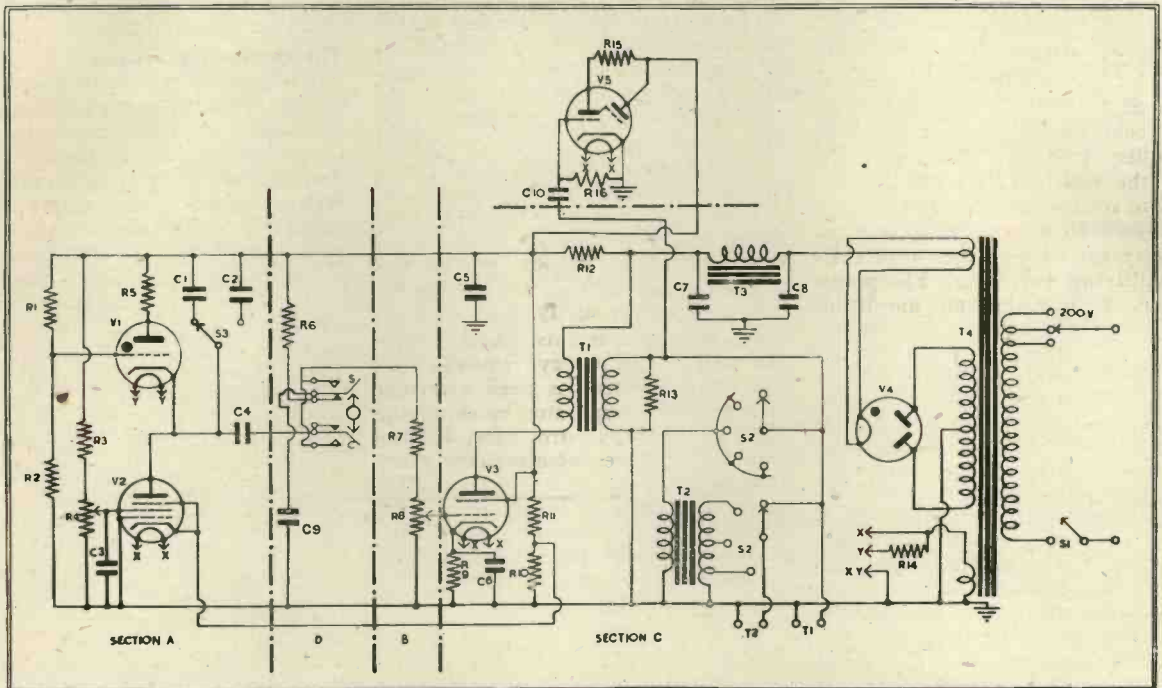 R15
V5
X X
R16
C10
R12
C1
C2
C5
T3
C7
C8
R1
R5
V1
S3
R6
T1
T4
200V
Y Y
R13
V4
C4
S
S2
R3
R7
R2
V2
V3
T2
R4
R8
R11
S2
X X
C
C9
X
X X
C3
R9
C6
R10
Y
R14
S1
X Y
T2
T1
SECTION A
D
B
SECTION C